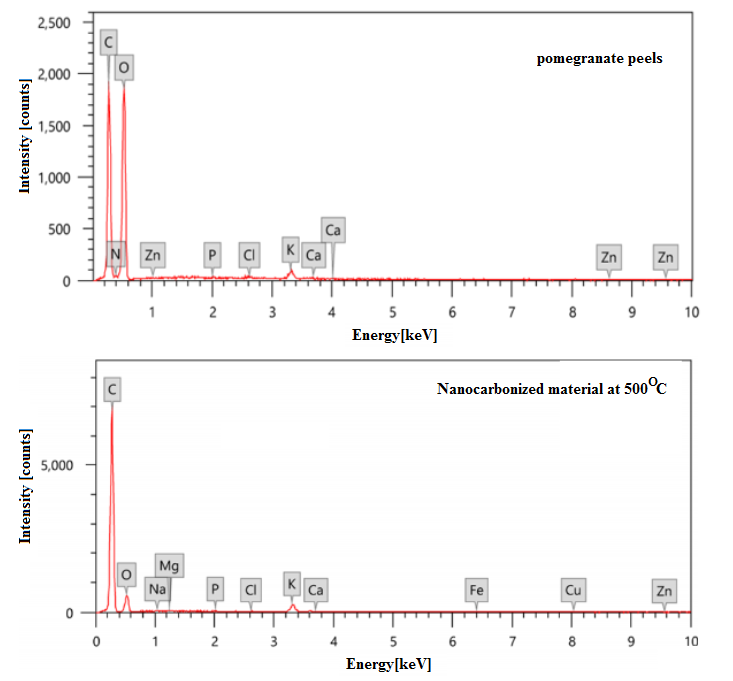 2,500
C
pomegranate peels
O
2,000
Intensity [counts]
1,500
1,000
500
Ca
N
Zn
P
Cl
K
Ca
Zn
Zn
0
1 2 3 4 5 6 7 8 9 10
Energy[keV]
C
Nanocarbonized material at 500OC
Intensity [counts]
5,000
O
Mg
Na
P
Cl
K
Ca
Fe
Cu
Zn
0
0 1 2 3 4 5 6 7 8 9 10
Energy[keV]